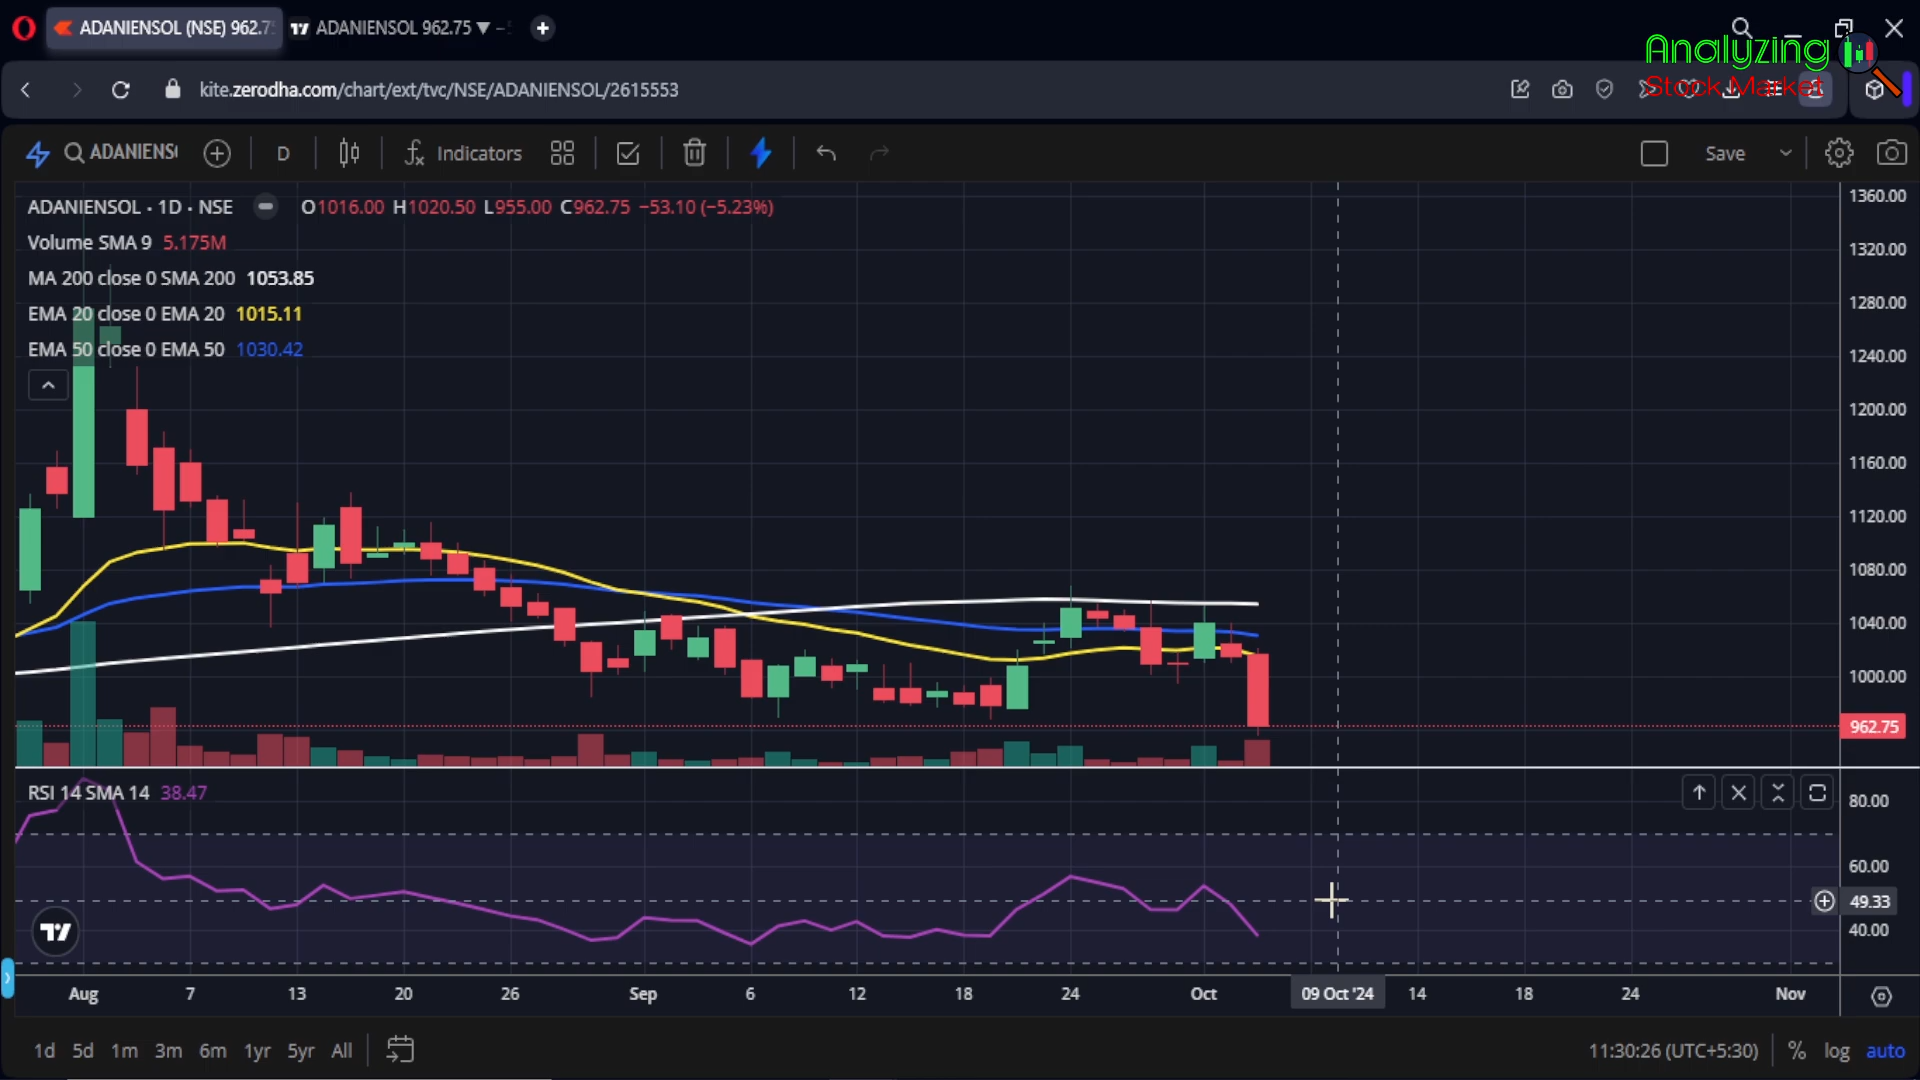 ADANIENSOL (NSE) 962.7
ADANIENSOL 962.75 ▼ −
Analyzing
Stock Market
kite.zerodha.com/chart/ext/tvc/NSE/ADANIENSOL/2615553
ADANIENS
D
Indicators
Save
ADANIENSOL · 1D · NSE O1016.00 H1020.50 L955.00 C962.75 −53.10 (−5.23%)
Volume SMA 9 5.175M
MA 200 close 0 SMA 200 1053.85
EMA 20 close 0 EMA 20 1015.11
EMA 50 close 0 EMA 50 1030.42
1360.00
1320.00
1280.00
1240.00
1200.00
1160.00
1120.00
1080.00
1040.00
1000.00
962.75
RSI 14 SMA 14 38.47
80.00
60.00
49.33
40.00
Aug 7 13 20 26 Sep 6 12 18 24 Oct 09 Oct '24 14 18 24 Nov
1d 5d 1m 3m 6m 1yr 5yr All
11:30:26 (UTC+5:30) % log auto